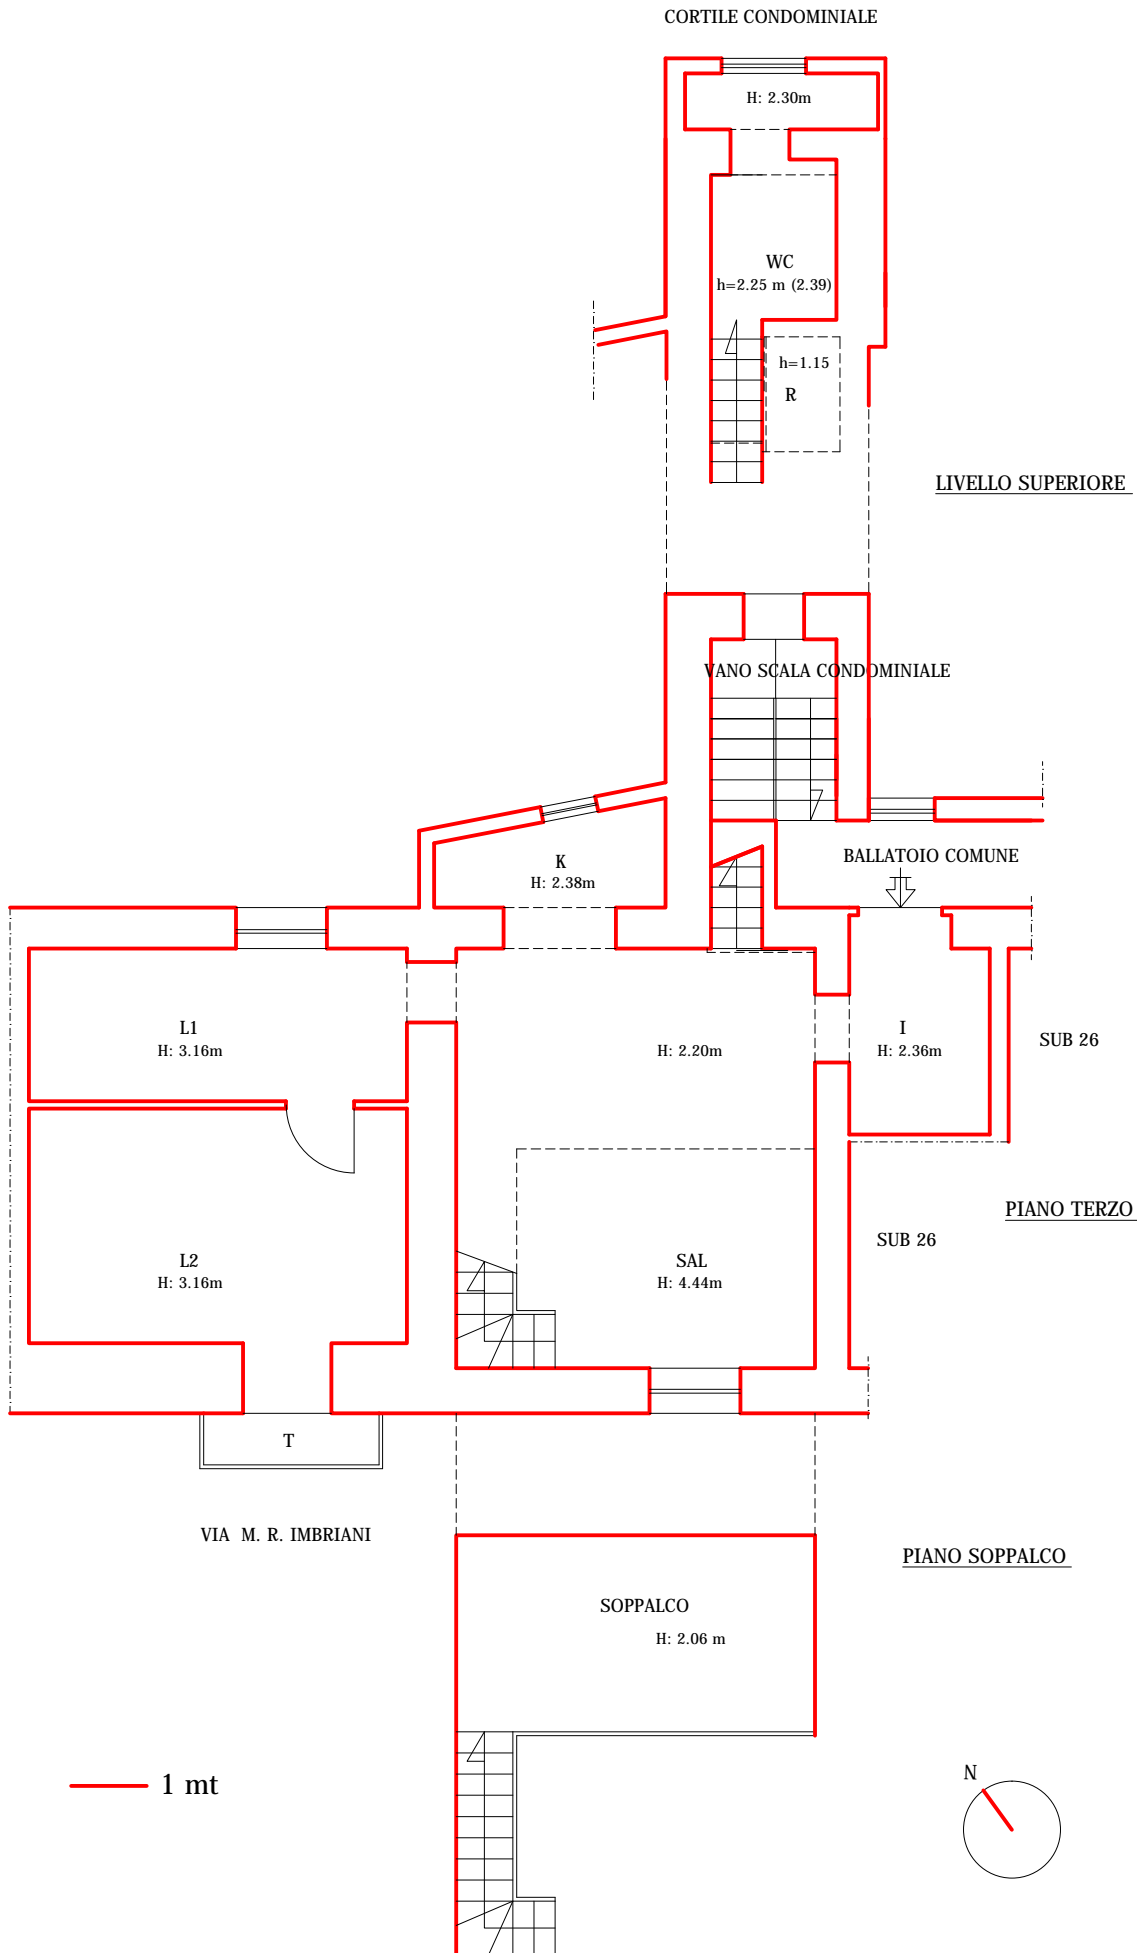 CORTILE CONDOMINIALE
H: 2.30m
WC
h=2.25 m (2.39)
h=1.15
R
LIVELLO SUPERIORE
VANO SCALA CONDOMINIALE
BALLATOIO COMUNE
K
H: 2.38m
L1
H: 3.16m
H: 2.20m
I
H: 2.36m
SUB 26
PIANO TERZO
SUB 26
L2
H: 3.16m
SAL
H: 4.44m
T
VIA M. R. IMBRIANI
PIANO SOPPALCO
SOPPALCO
H: 2.06 m
1 mt
N